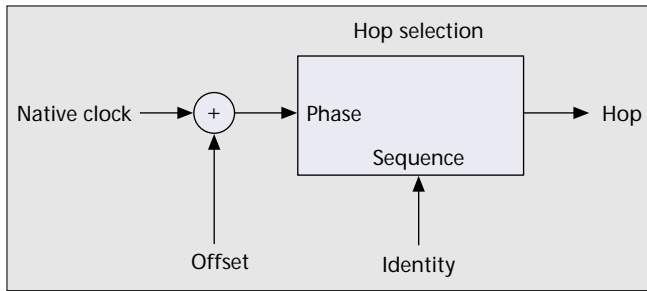 Hop selection
Native clock
+
Phase
Hop
Sequence
Offset
Identity